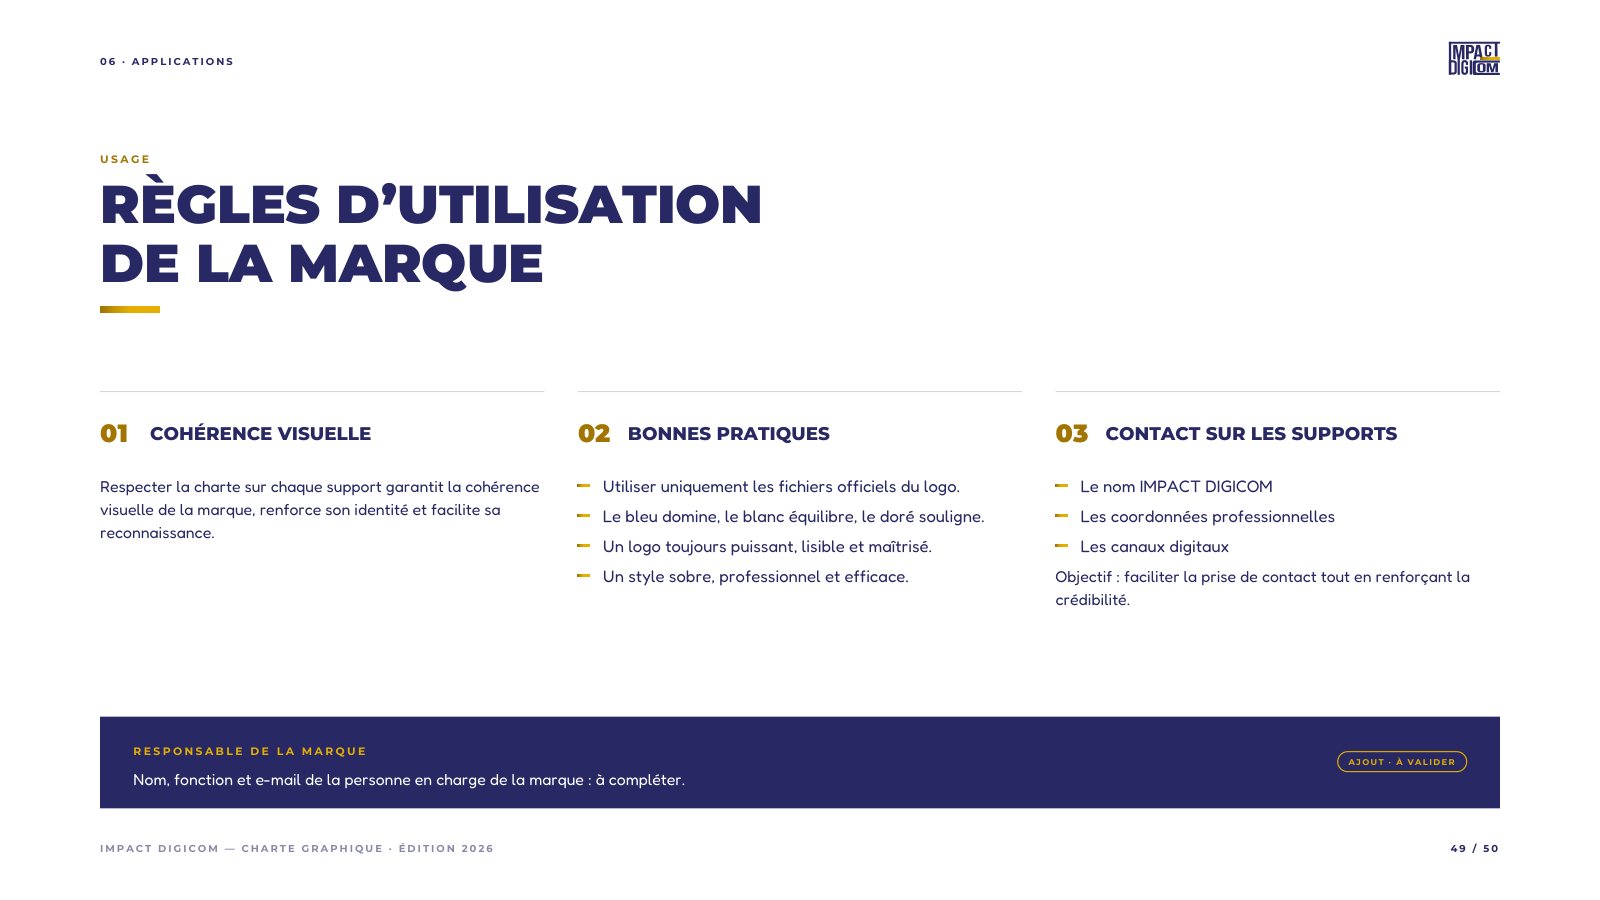 06 · APPLICATIONS
IMPACT
DIGICOM
USAGE
RÈGLES D’UTILISATION
DE LA MARQUE
01 COHÉRENCE VISUELLE
Respecter la charte sur chaque support garantit la cohérence
visuelle de la marque, renforce son identité et facilite sa
reconnaissance.
02 BONNES PRATIQUES
Utiliser uniquement les fichiers officiels du logo.
Le bleu domine, le blanc équilibre, le doré souligne.
Un logo toujours puissant, lisible et maîtrisé.
Un style sobre, professionnel et efficace.
03 CONTACT SUR LES SUPPORTS
Le nom IMPACT DIGICOM
Les coordonnées professionnelles
Les canaux digitaux
Objectif : faciliter la prise de contact tout en renforçant la
crédibilité.
RESPONSABLE DE LA MARQUE
Nom, fonction et e-mail de la personne en charge de la marque : à compléter.
AJOUT · À VALIDER
IMPACT DIGICOM — CHARTE GRAPHIQUE · ÉDITION 2026
49 / 50